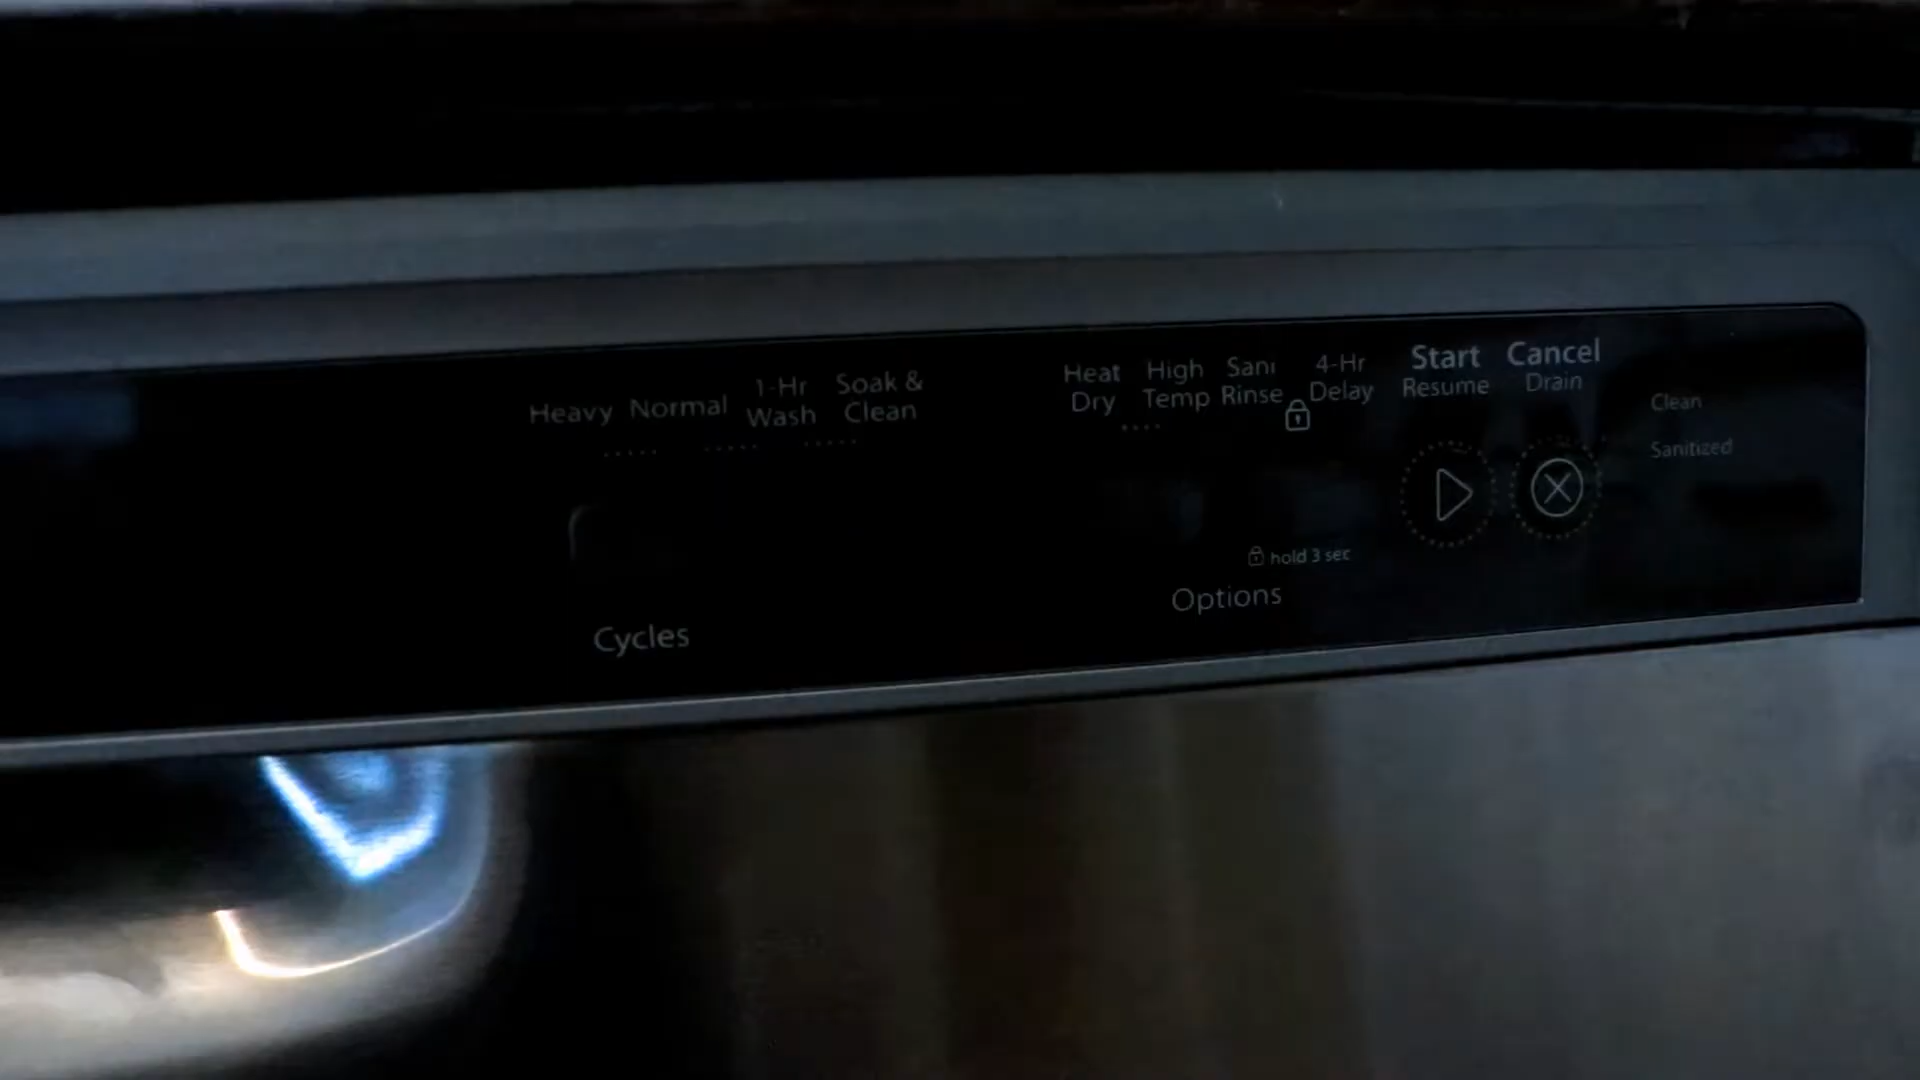 Heavy Normal 1-Hr Wash Soak & Clean
Heat Dry High Temp Sani Rinse 4-Hr Delay
Start Resume
Cancel Drain
Clean
Sanitized
hold 3 sec
Options
Cycles